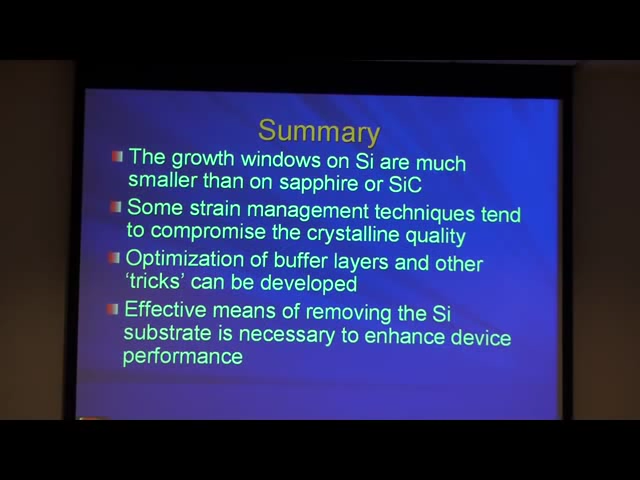 Summary
The growth windows on Si are much
smaller than on sapphire or SiC
Some strain management techniques tend
to compromise the crystalline quality
Optimization of buffer layers and other
‘tricks’ can be developed
Effective means of removing the Si
substrate is necessary to enhance device
performance